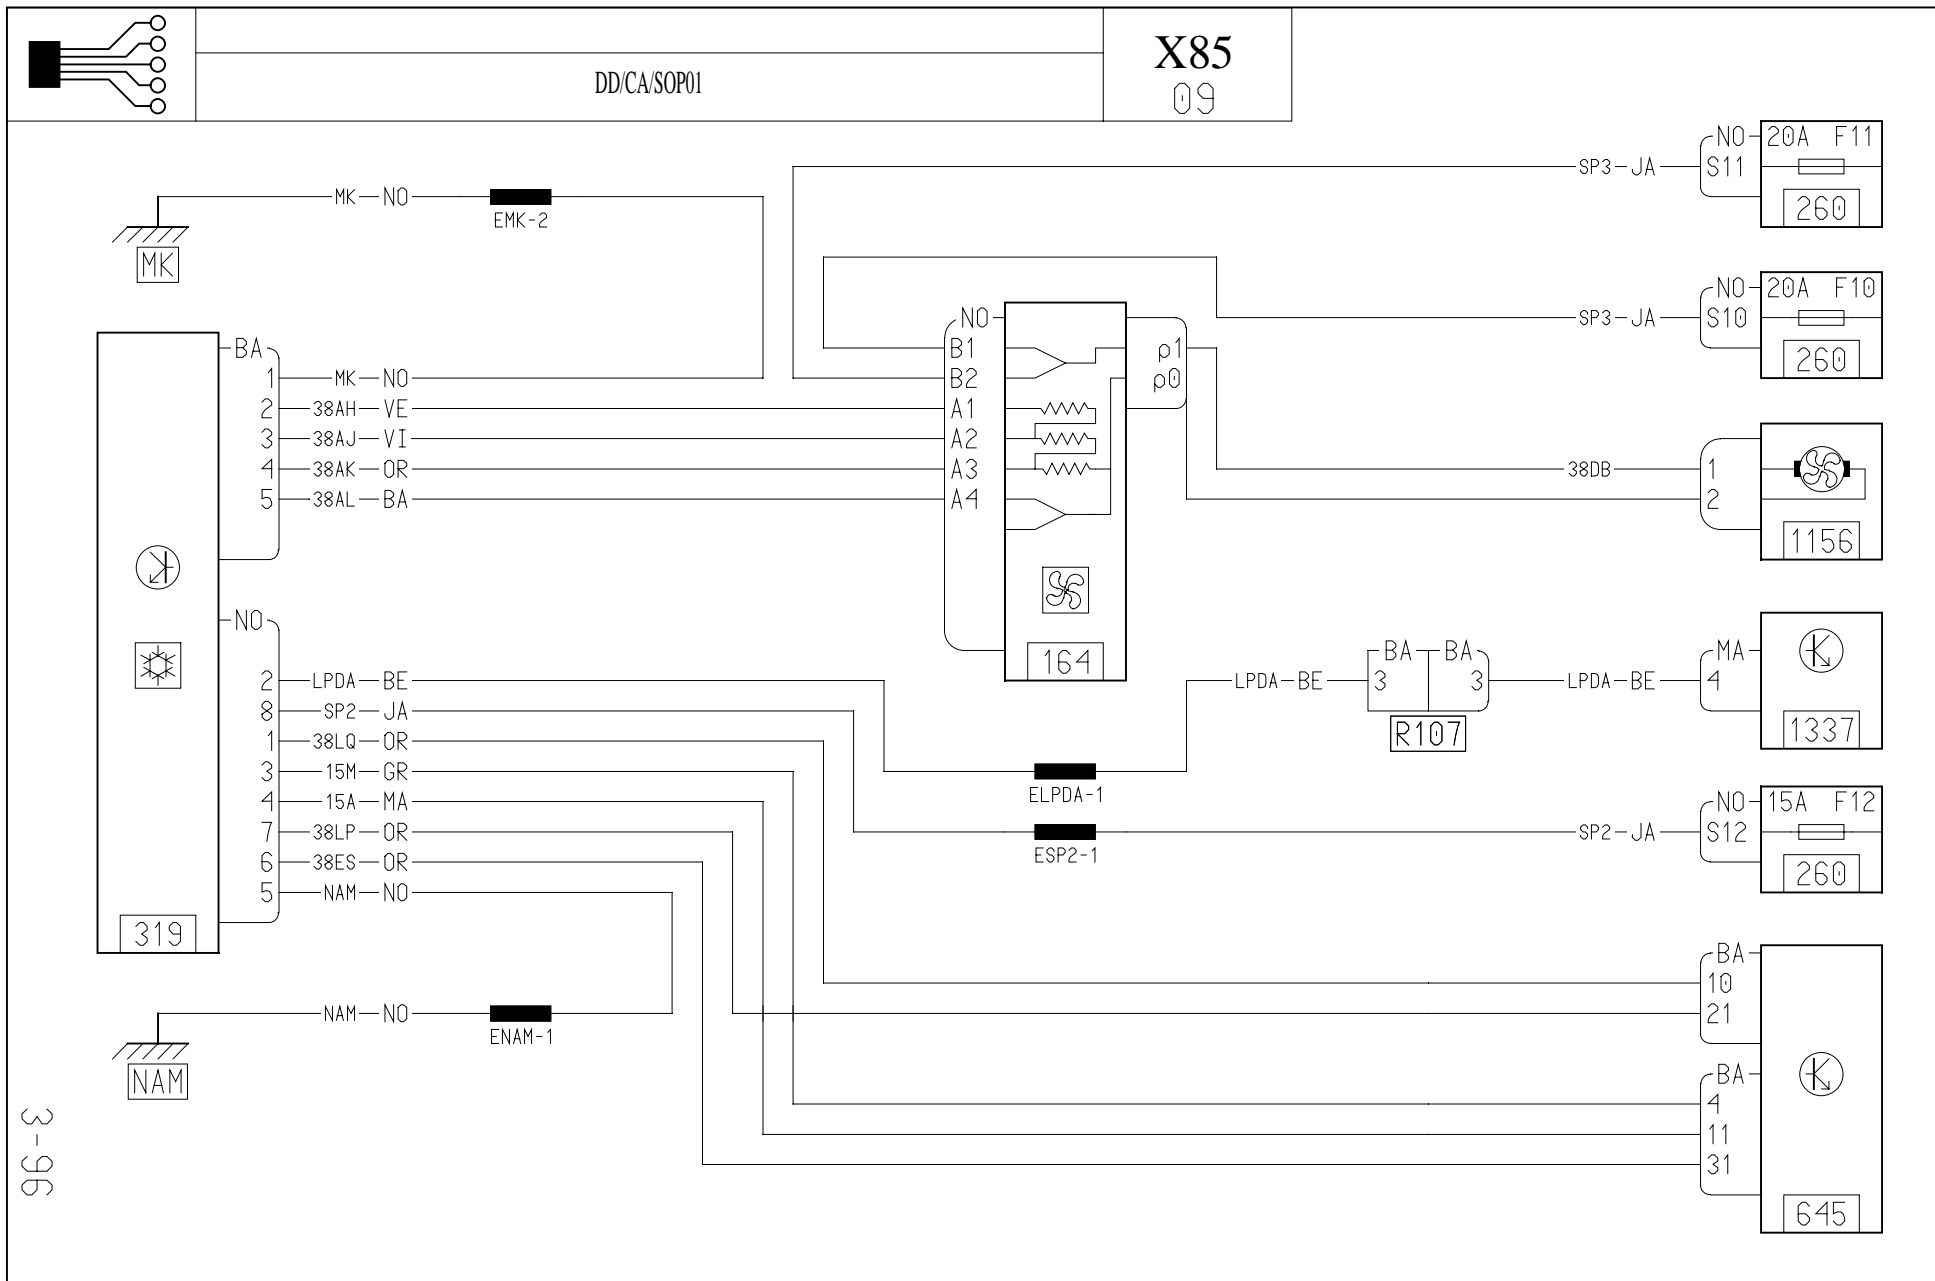 DD/CA/SOP01
X85
09
MK NO
EMK-2
MK
SP3 JA
NO
S11
20A F11
260
SP3 JA
NO
S10
20A F10
260
BA
1 MK NO
2 38AH VE
3 38AJ VI
4 38AK OR
5 38AL BA
NO
B1
B2
A1
A2
A3
A4
p1
p0
164
38DB
1
2
1156
NO
2 LPDA BE
8 SP2 JA
1 38LQ OR
3 15M GR
4 15A MA
7 38LP OR
6 38ES OR
5 NAM NO
319
ELPDA-1
LPDA BE
BA BA
3 3
R107
LPDA BE
MA
4
1337
ESP2-1
SP2 JA
NO
S12
15A F12
260
NAM NO
ENAM-1
NAM
BA
10
21
BA
4
11
31
645
3-96